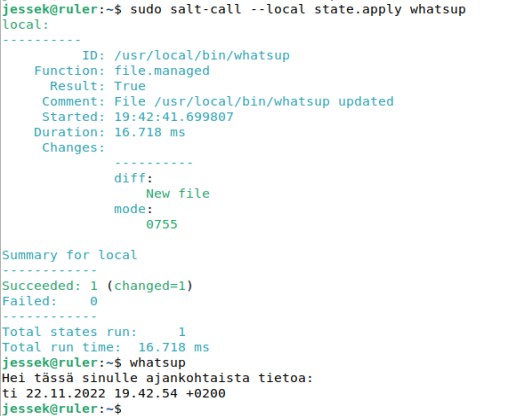 jessek@ruler:~$ sudo salt-call --local state.apply whatsup
local:
----------
ID: /usr/local/bin/whatsup
Function: file.managed
Result: True
Comment: File /usr/local/bin/whatsup updated
Started: 19:42:41.699807
Duration: 16.718 ms
Changes:
----------
diff:
New file
mode:
0755
Summary for local
------------
Succeeded: 1 (changed=1)
Failed: 0
------------
Total states run: 1
Total run time: 16.718 ms
jessek@ruler:~$ whatsup
Hei tässä sinulle ajankohtaista tietoa:
ti 22.11.2022 19.42.54 +0200
jessek@ruler:~$